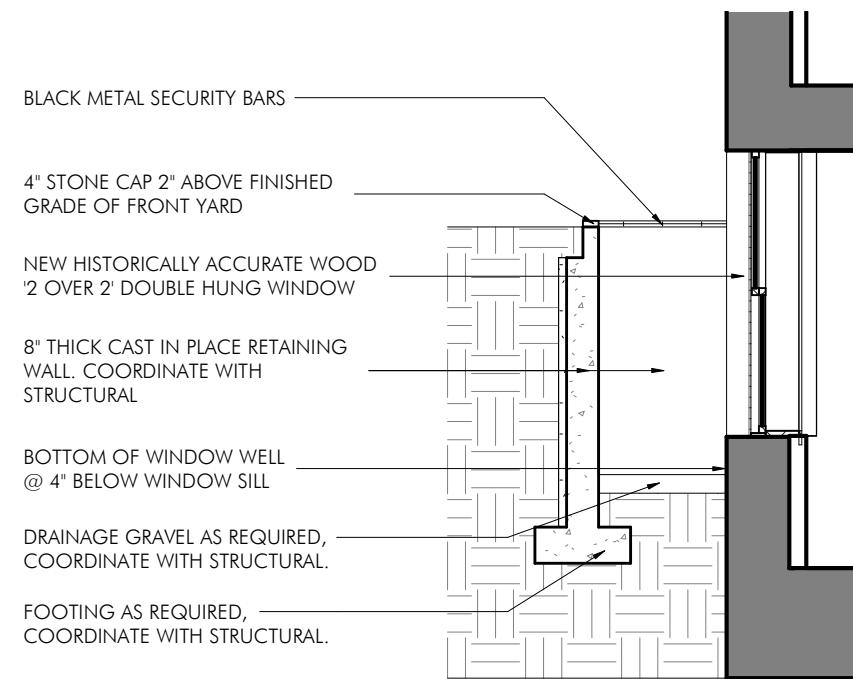 BLACK METAL SECURITY BARS
4" STONE CAP 2" ABOVE FINISHED
GRADE OF FRONT YARD
NEW HISTORICALLY ACCURATE WOOD
'2 OVER 2' DOUBLE HUNG WINDOW
8" THICK CAST IN PLACE RETAINING
WALL. COORDINATE WITH
STRUCTURAL
BOTTOM OF WINDOW WELL
@ 4" BELOW WINDOW SILL
DRAINAGE GRAVEL AS REQUIRED,
COORDINATE WITH STRUCTURAL.
FOOTING AS REQUIRED,
COORDINATE WITH STRUCTURAL.